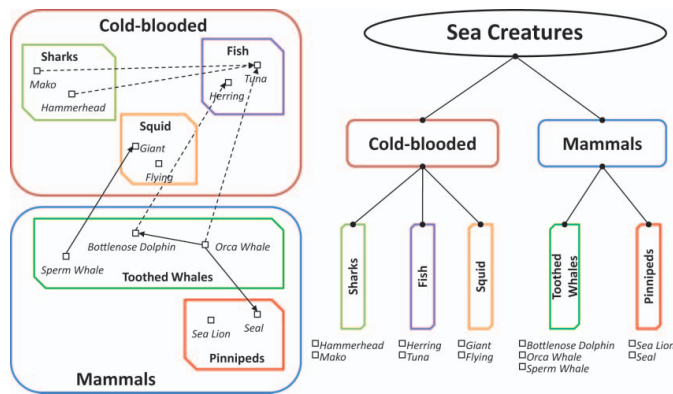 Cold-blooded
Sharks
Mako
Hammerhead
Fish
Tuna
Herring
Squid
Giant
Flying
Bottlenose Dolphin
Orca Whale
Sperm Whale
Toothed Whales
Sea Lion
Seal
Pinnipeds
Mammals
Sea Creatures
Cold-blooded
Mammals
Sharks
Fish
Squid
Toothed
Whales
Pinnipeds
Hammerhead
Mako
Herring
Tuna
Giant
Flying
Bottlenose Dolphin
Orca Whale
Sperm Whale
Sea Lion
Seal